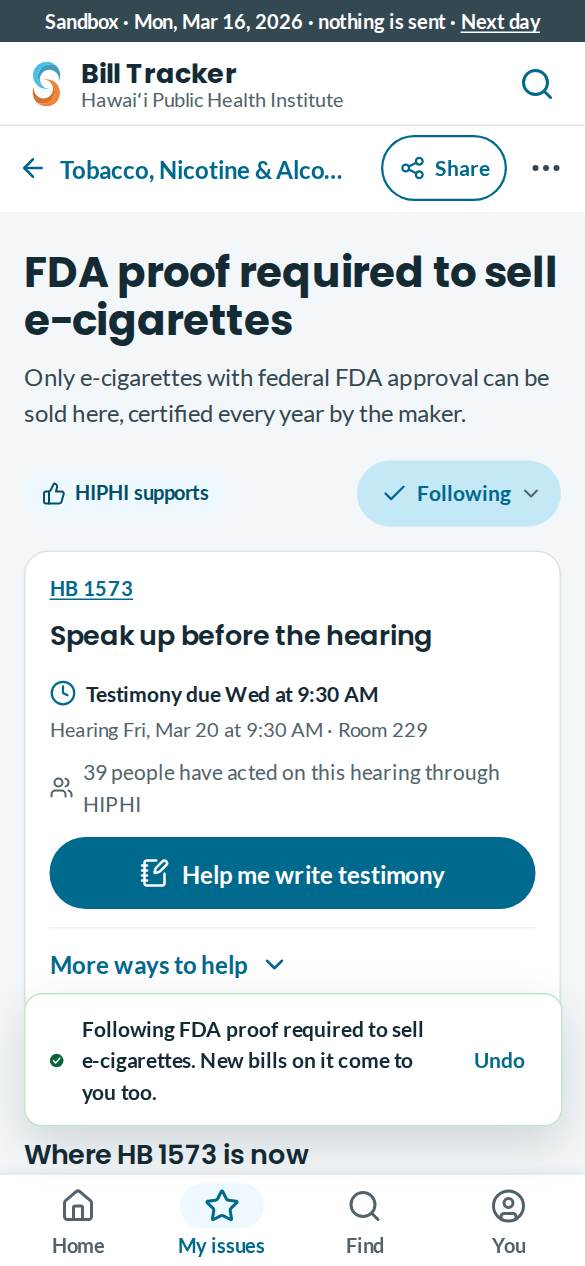 Sandbox · Mon, Mar 16, 2026 · nothing is sent · Next day
Bill Tracker
Hawaiʻi Public Health Institute
Tobacco, Nicotine & Alco...
Share
FDA proof required to sell
e-cigarettes
Only e-cigarettes with federal FDA approval can be
sold here, certified every year by the maker.
HIPHI supports
Following
HB 1573
Speak up before the hearing
Testimony due Wed at 9:30 AM
Hearing Fri, Mar 20 at 9:30 AM · Room 229
39 people have acted on this hearing through
HIPHI
Help me write testimony
More ways to help
Following FDA proof required to sell
e-cigarettes. New bills on it come to
you too.
Undo
Where HB 1573 is now
Home
My issues
Find
You